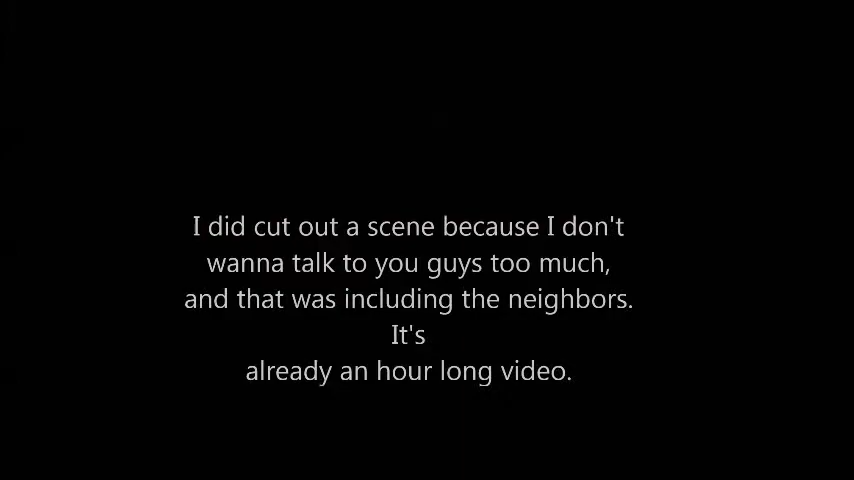 I did cut out a scene because I don't
wanna talk to you guys too much,
and that was including the neighbors.
It's
already an hour long video.